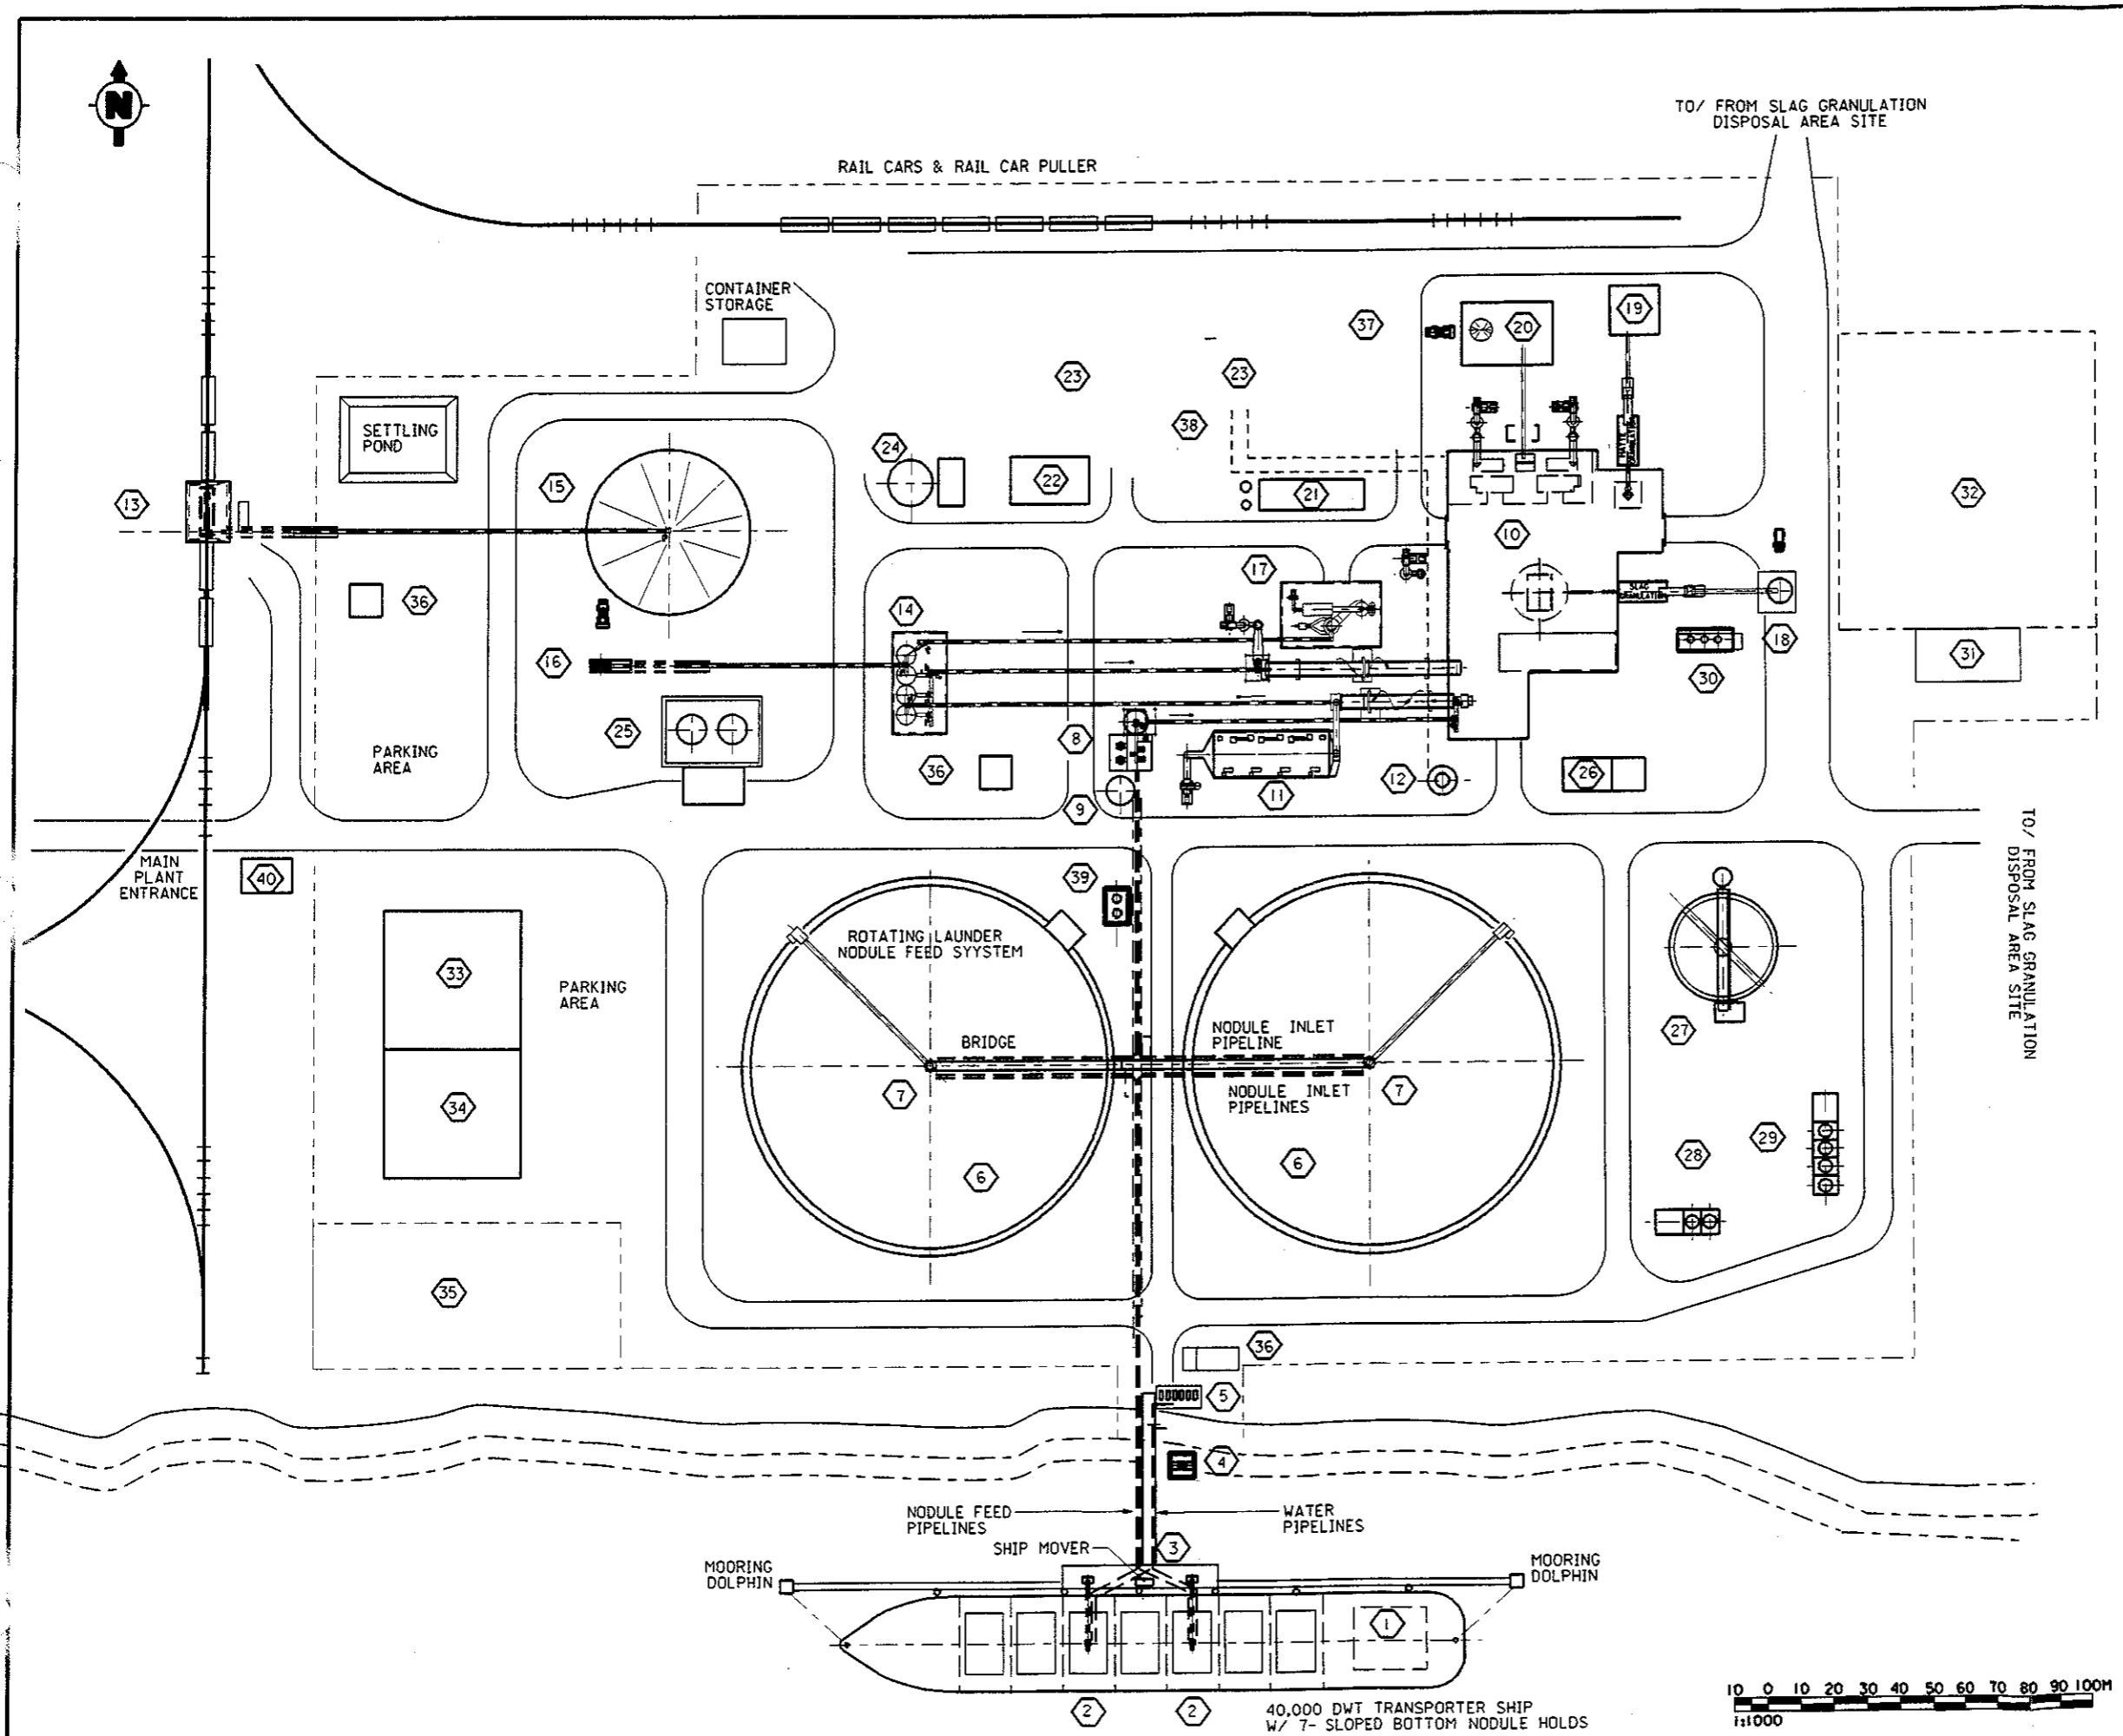 N
TO/ FROM SLAG GRANULATION
DISPOSAL AREA SITE
RAIL CARS & RAIL CAR PULLER
CONTAINER
STORAGE
37
20
19
23
23
38
SETTLING
POND
24
22
21
MATTE
GRANULATION
32
13
15
10
17
SLAG
GRANULATION
36
14
18
16
30
31
25
8
PARKING
AREA
36
12
26
9
11
MAIN
PLANT
ENTRANCE
40
39
TO/ FROM SLAG GRANULATION
DISPOSAL AREA SITE
33
PARKING
AREA
ROTATING LAUNDER
NODULE FEED SYYSTEM
27
BRIDGE
NODULE INLET
PIPELINE
NODULE INLET
PIPELINES
34
7
7
29
28
6
6
35
36
5
4
NODULE FEED
PIPELINES
WATER
PIPELINES
SHIP MOVER
3
MOORING
DOLPHIN
MOORING
DOLPHIN
1
2
2
40,000 DWT TRANSPORTER SHIP
W/ 7- SLOPED BOTTOM NODULE HOLDS
10 0 10 20 30 40 50 60 70 80 90 100M
1:1000